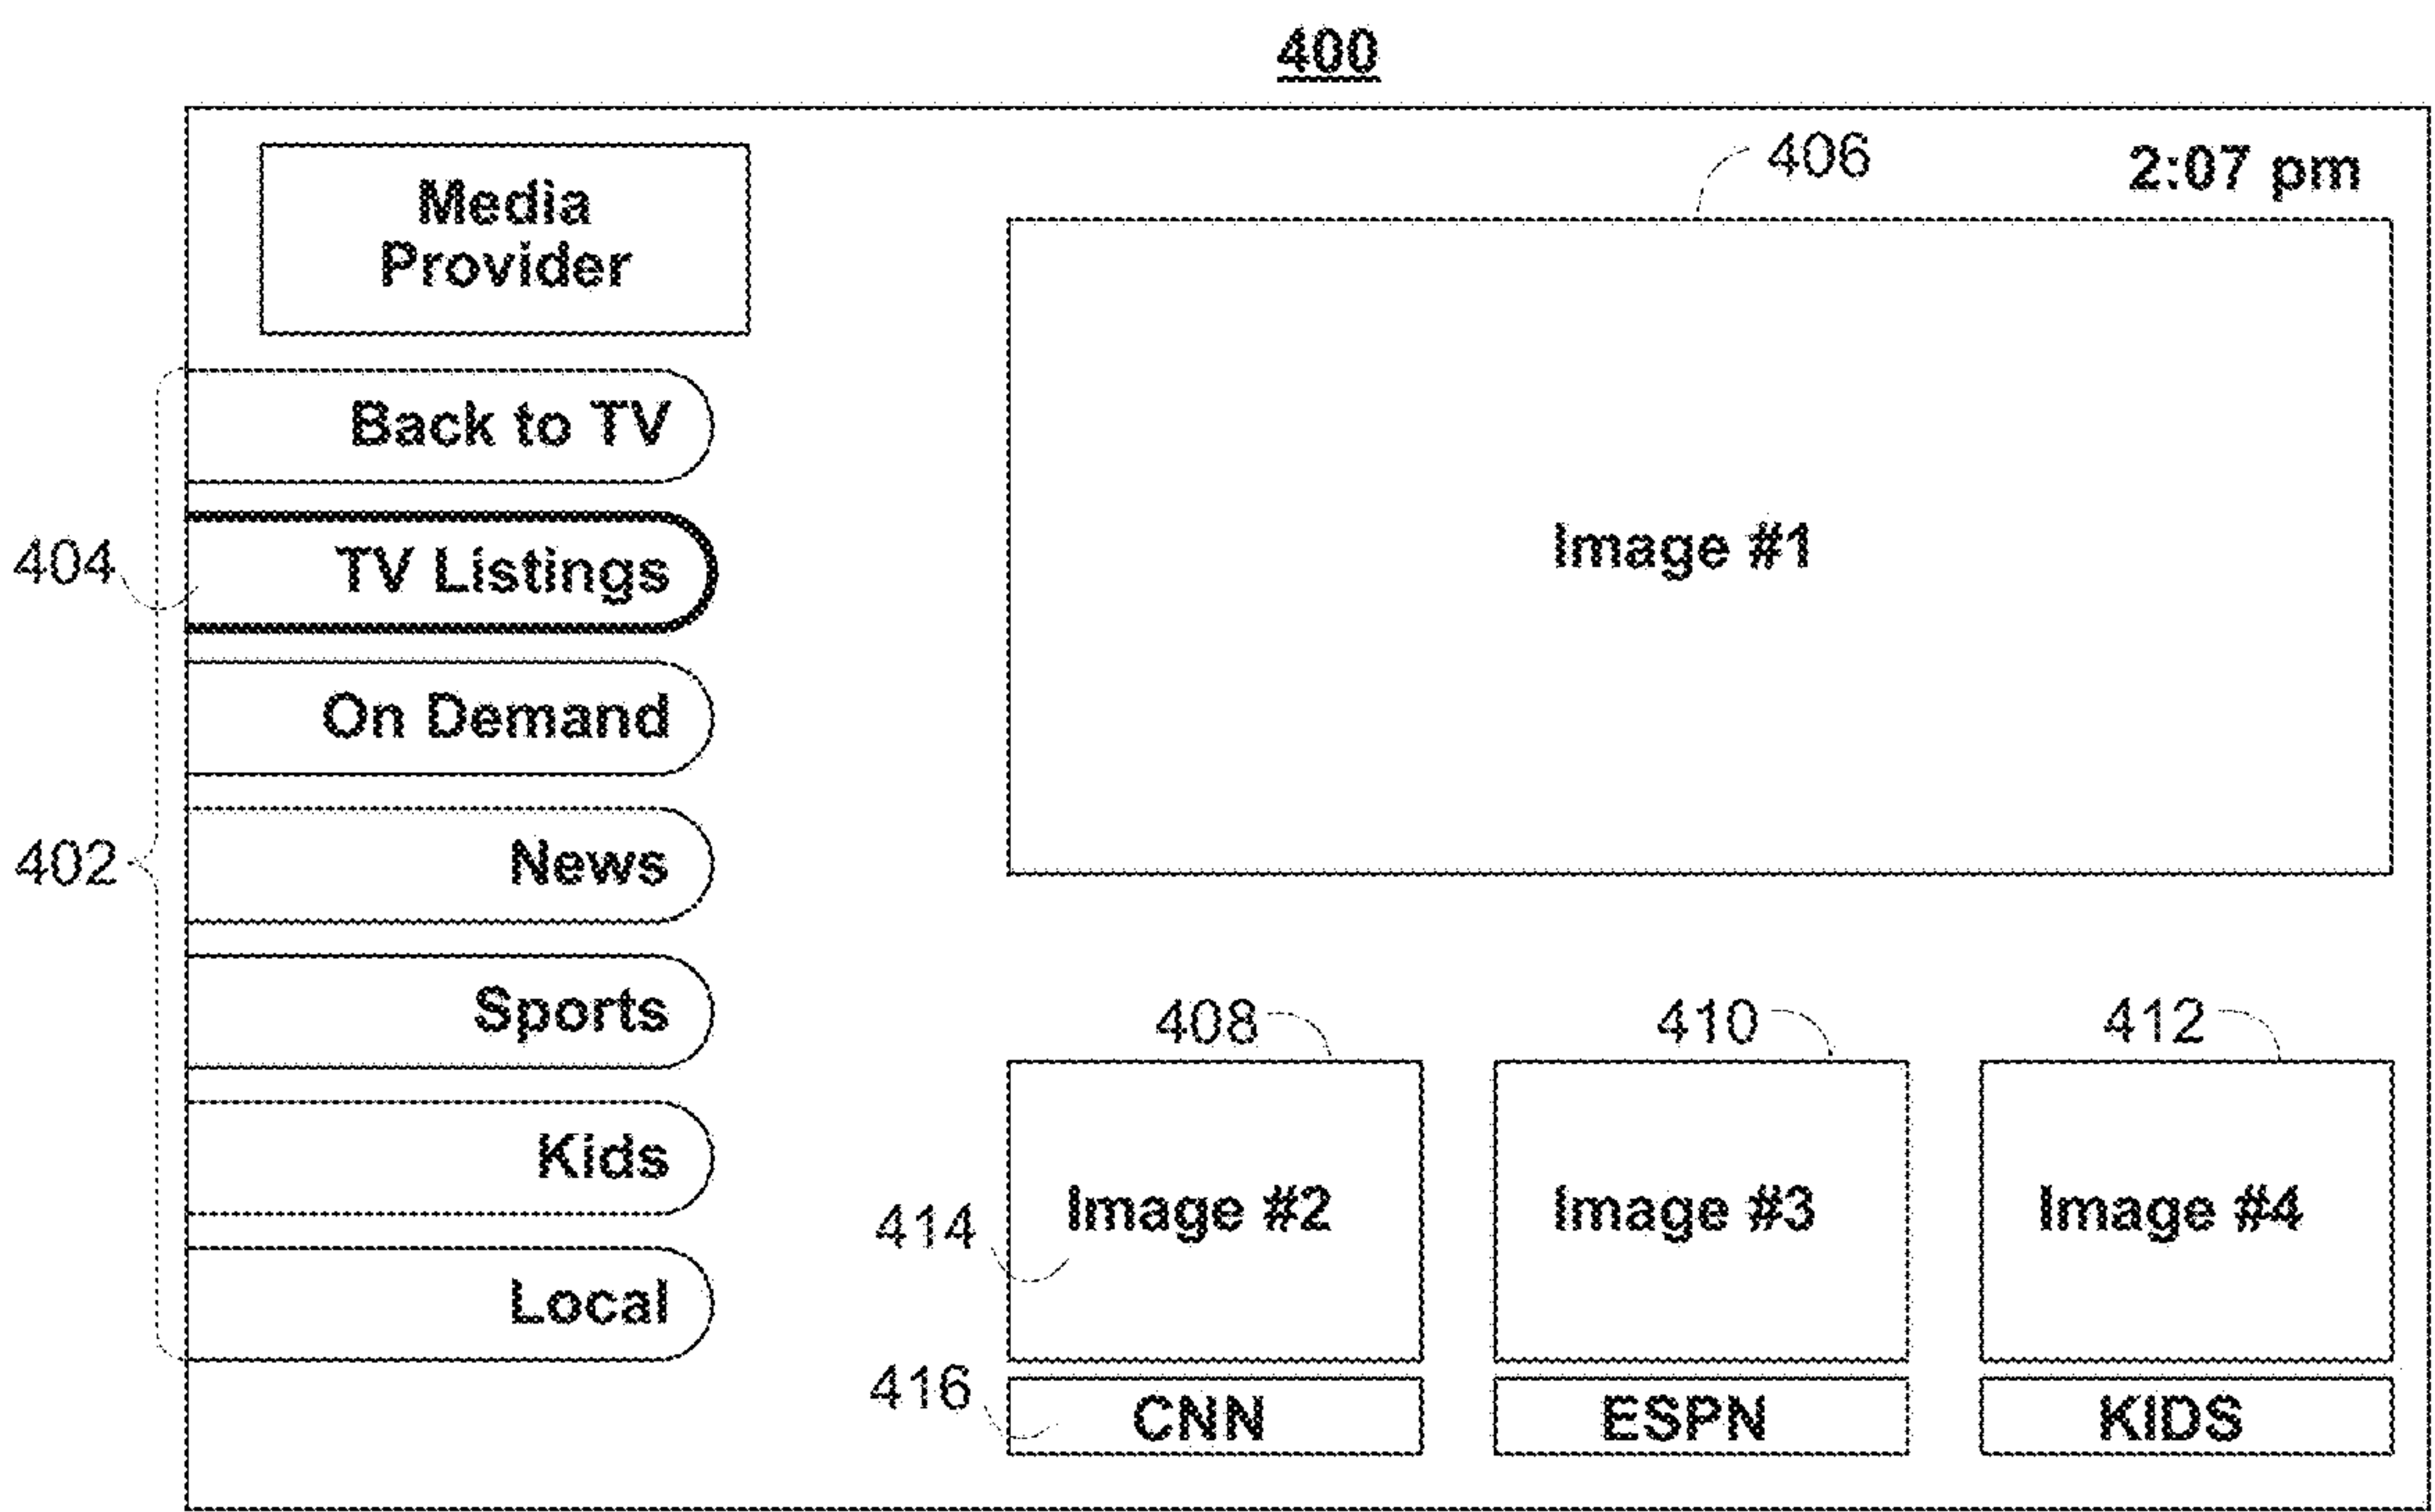 400
406
2:07 pm
Media
Provider
Back to TV
404
TV Listings
Image #1
On Demand
402
News
Sports
408
410
412
Kids
414
Image #2
Image #3
Image #4
Local
416
CNN
ESPN
KIDS